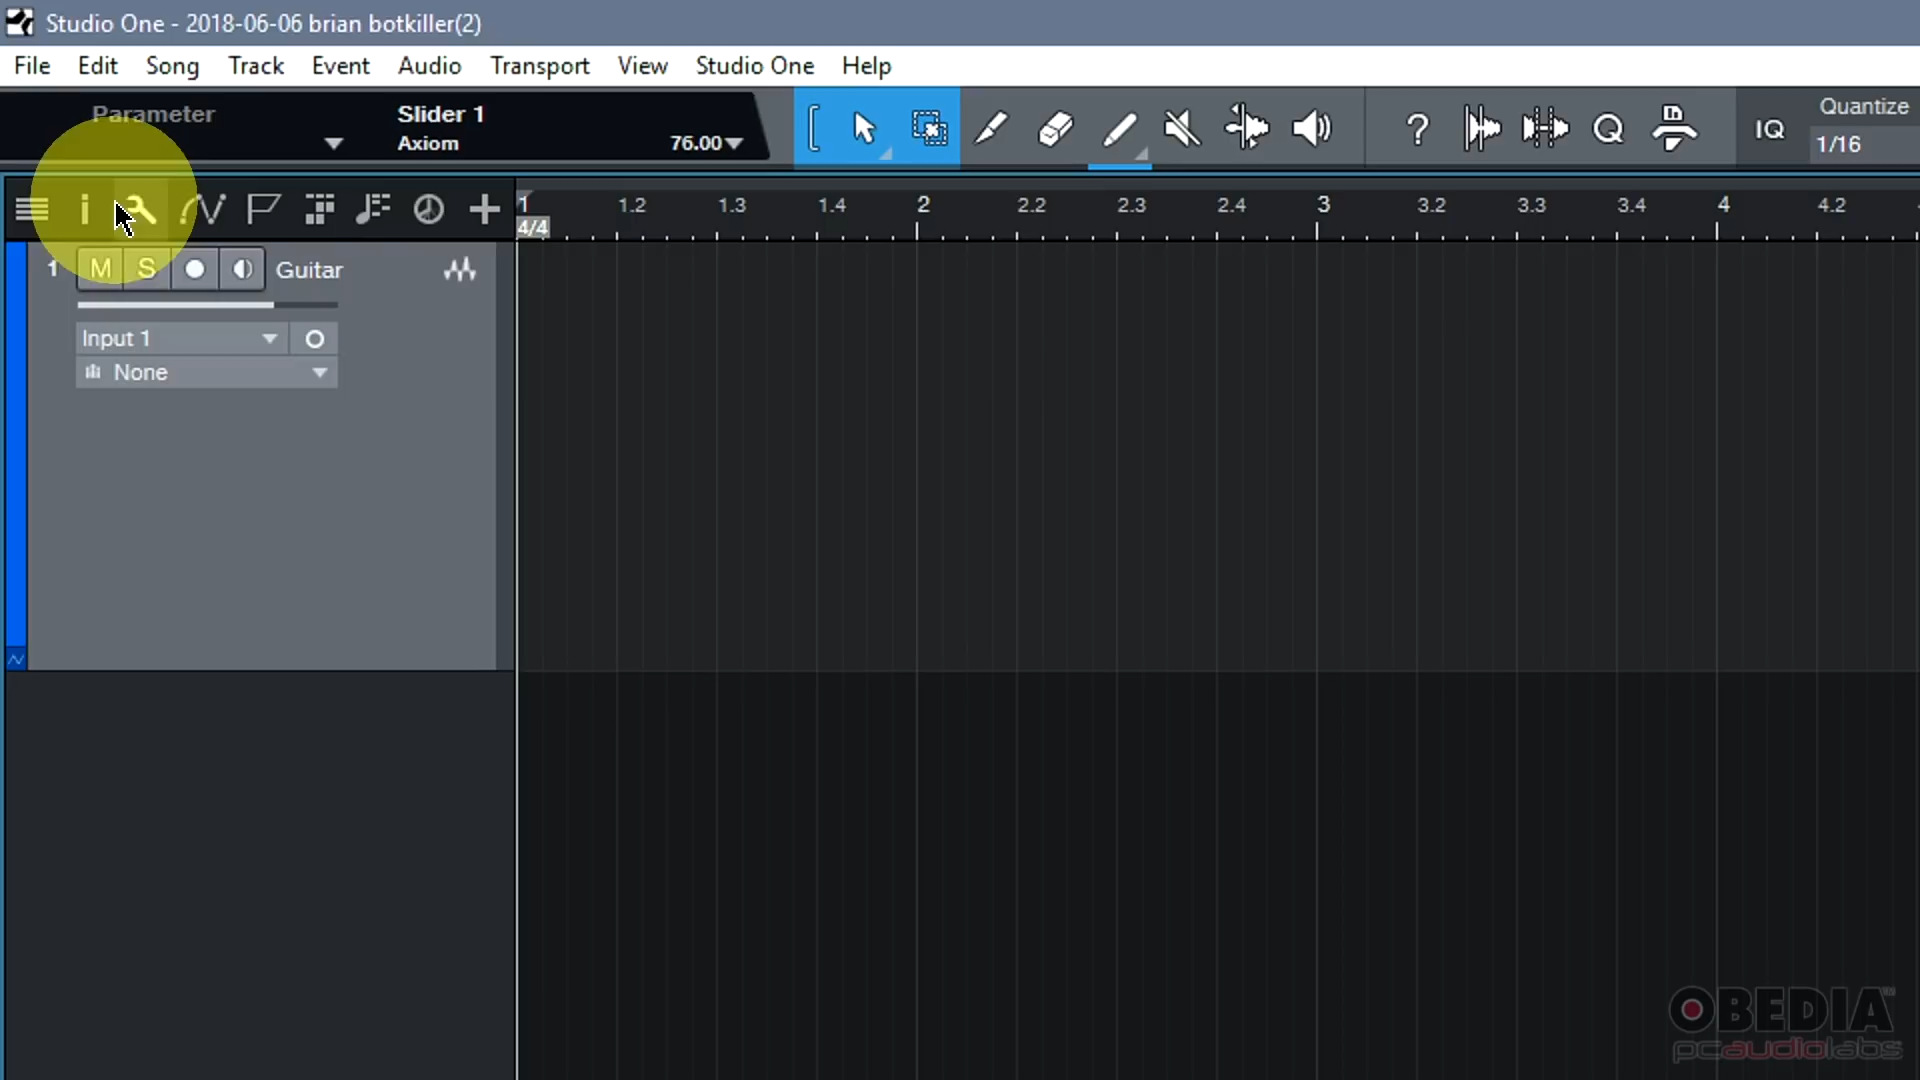 Studio One - 2018-06-06 brian botkiller(2)
File Edit Song Track Event Audio Transport View Studio One Help
Parameter Slider 1 Quantize
Axiom 76.00 ? Q IQ 1/16
i 1 1.2 1.3 1.4 2 2.2 2.3 2.4 3 3.2 3.3 3.4 4 4.2
4/4
1 M S Guitar
Input 1
None
OBEDIA
pcaudiolabs